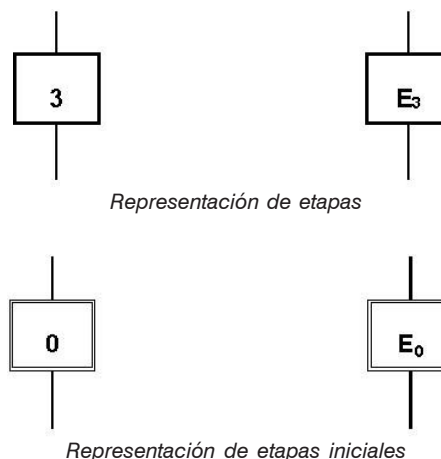 3 E₃
Representación de etapas
0 E₀
Representación de etapas iniciales